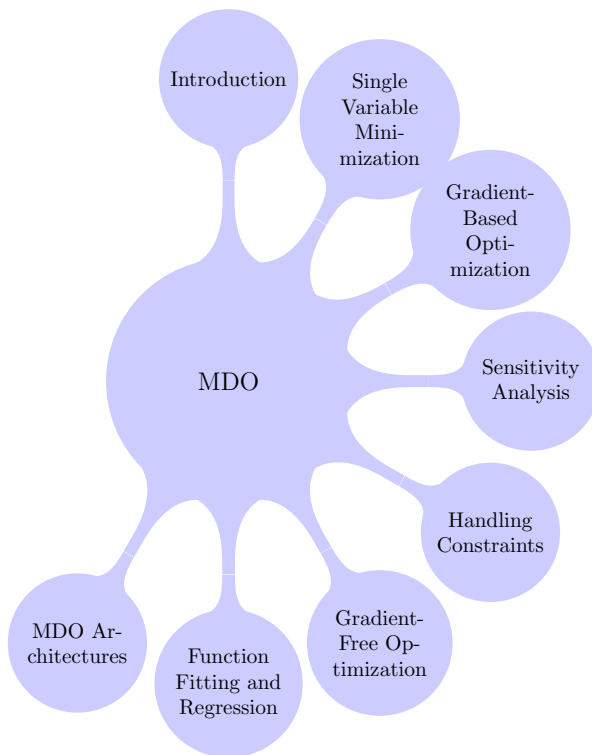 Introduction
Single
Variable
Mini-
mization
Gradient-
Based
Opti-
mization
Sensitivity
Analysis
MDO
Handling
Constraints
Gradient-
Free Op-
timization
Function
Fitting and
Regression
MDO Ar-
chitectures